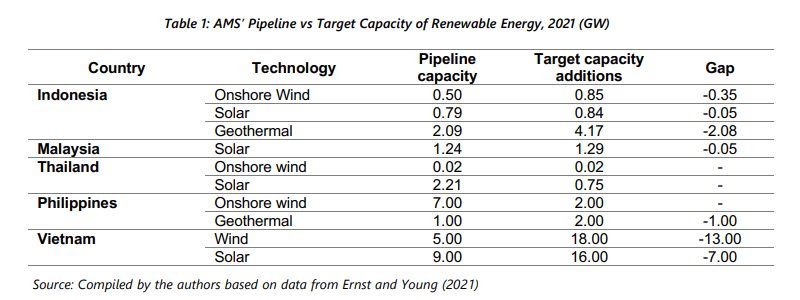 Table 1: AMS' Pipeline vs Target Capacity of Renewable Energy, 2021 (GW)
Country Technology Pipeline capacity Target capacity additions Gap
Indonesia Onshore Wind 0.50 0.85 -0.35
Solar 0.79 0.84 -0.05
Geothermal 2.09 4.17 -2.08
Malaysia Solar 1.24 1.29 -0.05
Thailand Onshore wind 0.02 0.02 -
Solar 2.21 0.75 -
Philippines Onshore wind 7.00 2.00 -
Geothermal 1.00 2.00 -1.00
Vietnam Wind 5.00 18.00 -13.00
Solar 9.00 16.00 -7.00
Source: Compiled by the authors based on data from Ernst and Young (2021)